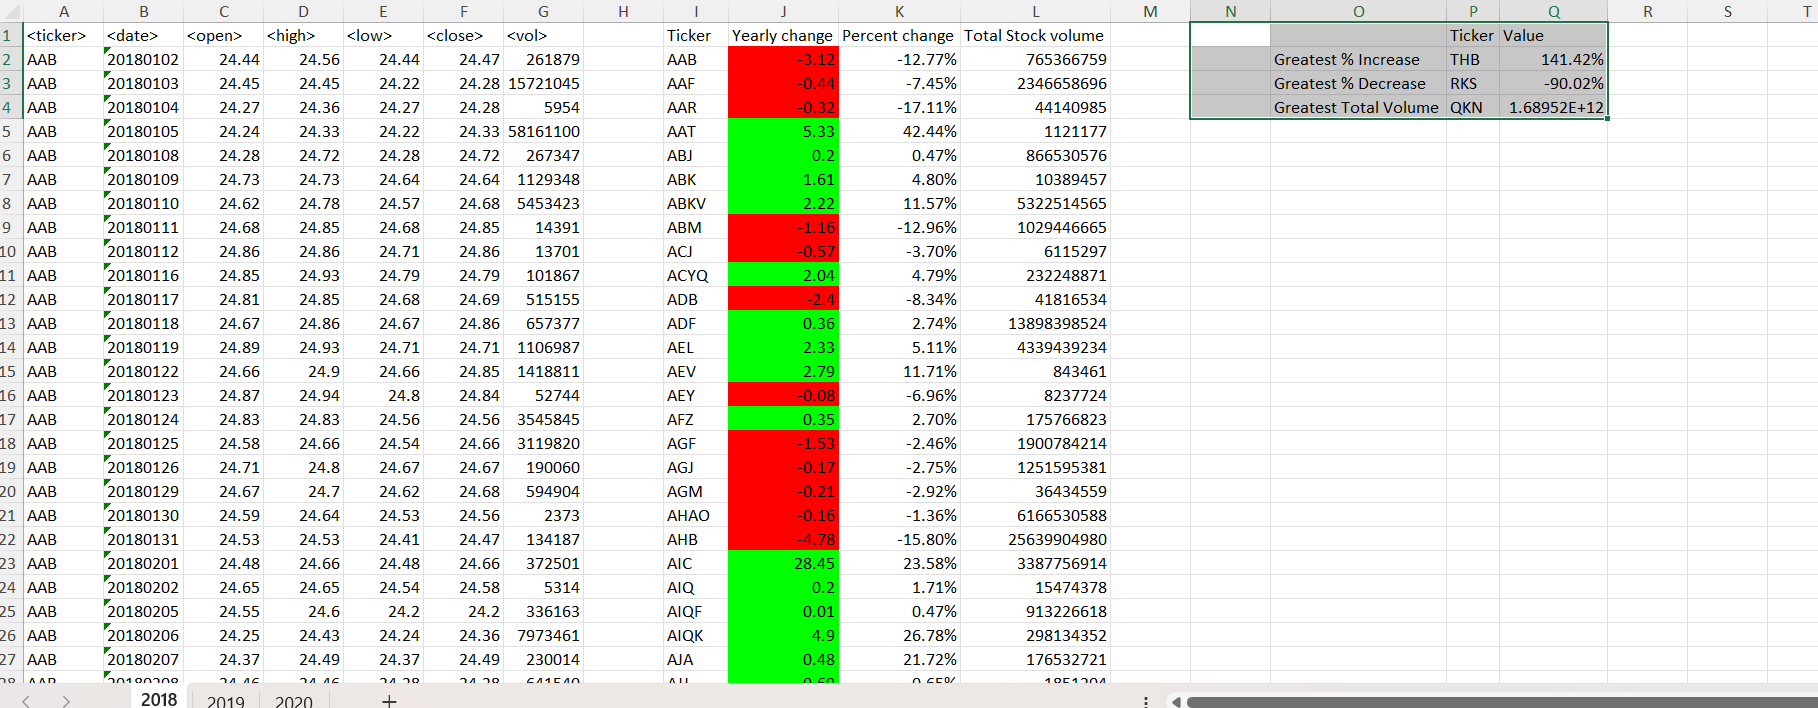 A B C D E F G H I J K L M N O P Q R S T
1 <ticker> <date> <open> <high> <low> <close> <vol> Ticker Yearly change Percent change Total Stock volume Ticker Value
2 AAB 20180102 24.44 24.56 24.44 24.47 261879 AAB -3.12 -12.77% 765366759 Greatest % Increase THB 141.42%
3 AAB 20180103 24.45 24.45 24.22 24.28 15721045 AAF -0.44 -7.45% 2346658696 Greatest % Decrease RKS -90.02%
4 AAB 20180104 24.27 24.36 24.27 24.28 5954 AAR -0.32 -17.11% 44140985 Greatest Total Volume QKN 1.68952E+12
5 AAB 20180105 24.24 24.33 24.22 24.33 58161100 AAT 5.33 42.44% 1121177
6 AAB 20180108 24.28 24.72 24.28 24.72 267347 ABJ 0.2 0.47% 866530576
7 AAB 20180109 24.73 24.73 24.64 24.64 1129348 ABK 1.61 4.80% 10389457
8 AAB 20180110 24.62 24.78 24.57 24.68 5453423 ABKV 2.22 11.57% 5322514565
9 AAB 20180111 24.68 24.85 24.68 24.85 14391 ABM -1.16 -12.96% 1029446665
10 AAB 20180112 24.86 24.86 24.71 24.86 13701 ACJ -0.57 -3.70% 6115297
11 AAB 20180116 24.85 24.93 24.79 24.79 101867 ACYQ 2.04 4.79% 232248871
12 AAB 20180117 24.81 24.85 24.68 24.69 515155 ADB -2.4 -8.34% 41816534
13 AAB 20180118 24.67 24.86 24.67 24.86 657377 ADF 0.36 2.74% 13898398524
14 AAB 20180119 24.89 24.93 24.71 24.71 1106987 AEL 2.33 5.11% 4339439234
15 AAB 20180122 24.66 24.9 24.66 24.85 1418811 AEV 2.79 11.71% 843461
16 AAB 20180123 24.87 24.94 24.8 24.84 52744 AEY -0.08 -6.96% 8237724
17 AAB 20180124 24.83 24.83 24.56 24.56 3545845 AFZ 0.35 2.70% 175766823
18 AAB 20180125 24.58 24.66 24.54 24.66 3119820 AGF -1.53 -2.46% 1900784214
19 AAB 20180126 24.71 24.8 24.67 24.67 190060 AGJ -0.17 -2.75% 1251595381
20 AAB 20180129 24.67 24.7 24.62 24.68 594904 AGM -0.21 -2.92% 36434559
21 AAB 20180130 24.59 24.64 24.53 24.56 2373 AHAO -0.16 -1.36% 6166530588
22 AAB 20180131 24.53 24.53 24.41 24.47 134187 AHB -4.78 -15.80% 25639904980
23 AAB 20180201 24.48 24.66 24.48 24.66 372501 AIC 28.45 23.58% 3387756914
24 AAB 20180202 24.65 24.65 24.54 24.58 5314 AIQ 0.2 1.71% 15474378
25 AAB 20180205 24.55 24.6 24.2 24.2 336163 AIQF 0.01 0.47% 913226618
26 AAB 20180206 24.25 24.43 24.24 24.36 7973461 AIQK 4.9 26.78% 298134352
27 AAB 20180207 24.37 24.49 24.37 24.49 230014 AJA 0.48 21.72% 176532721
2018 2019 2020